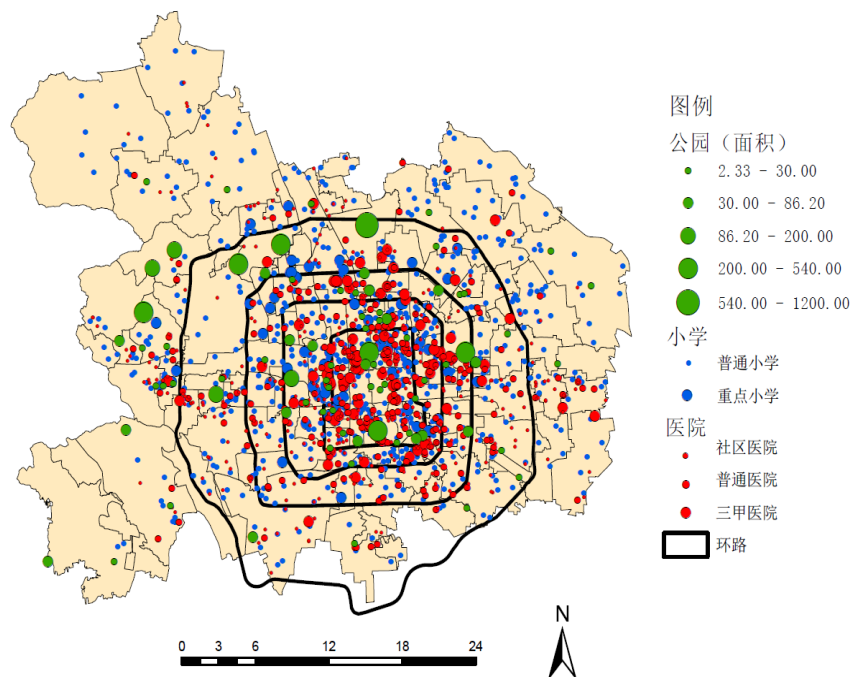 图例
公园（面积）
2.33 - 30.00
30.00 - 86.20
86.20 - 200.00
200.00 - 540.00
540.00 - 1200.00
小学
普通小学
重点小学
医院
社区医院
普通医院
三甲医院
环路
N
0 3 6 12 18 24